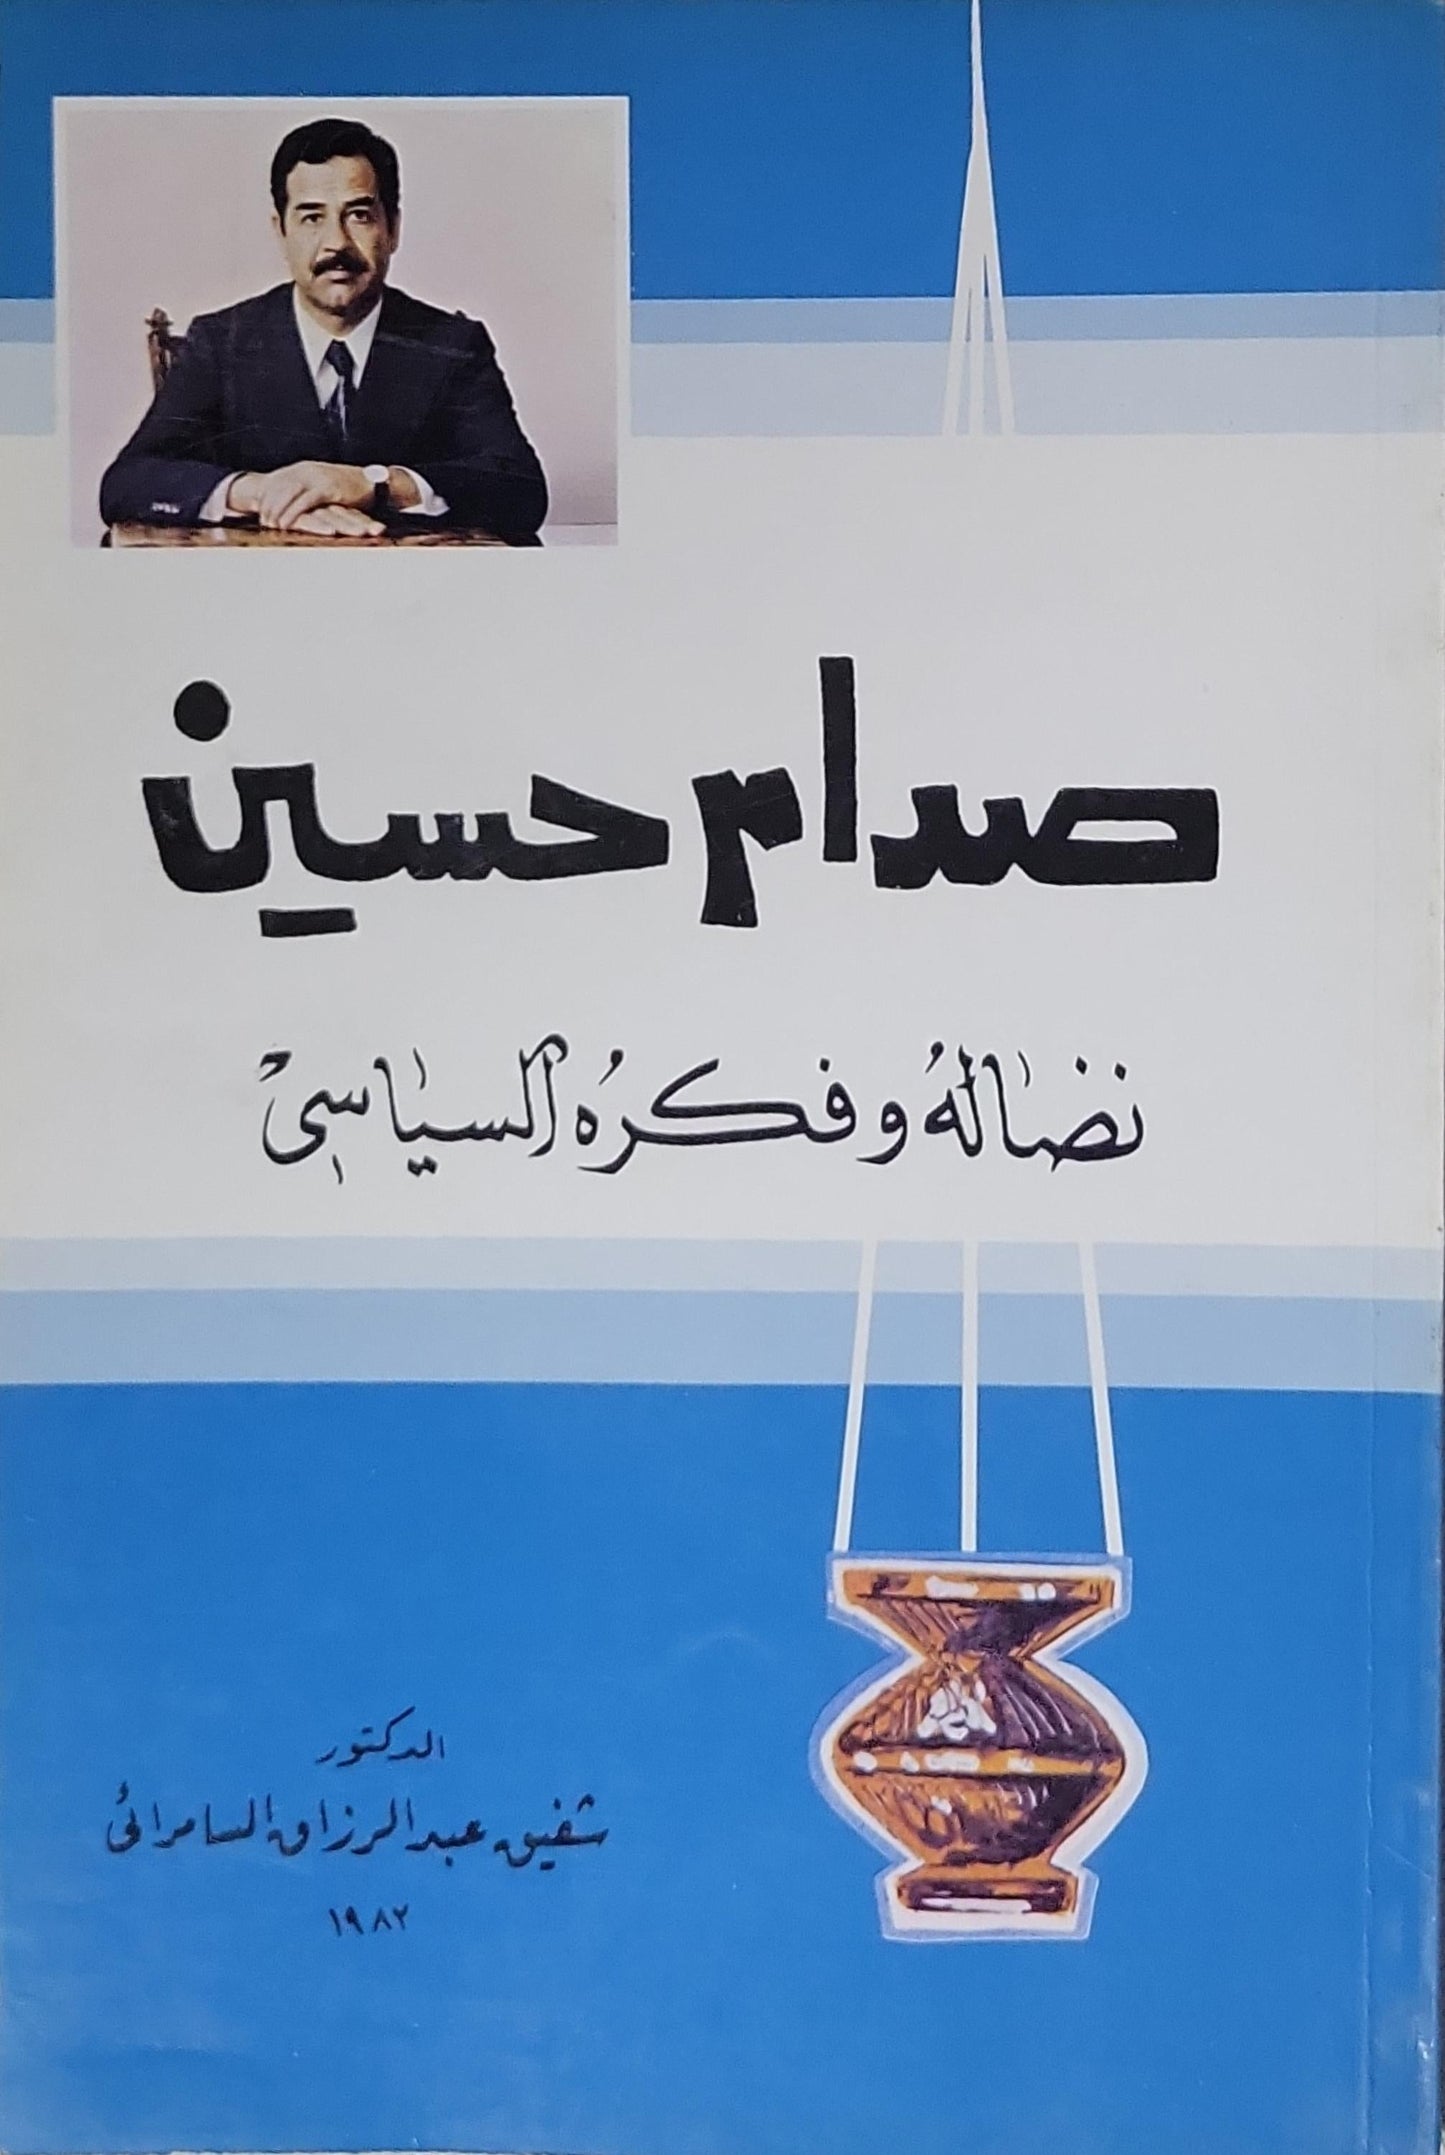 صدام حسين
نضاله وفكرهُ السياسي
الدكتور
شفيق عبد الرزاق السامرائي
١٩٨٢